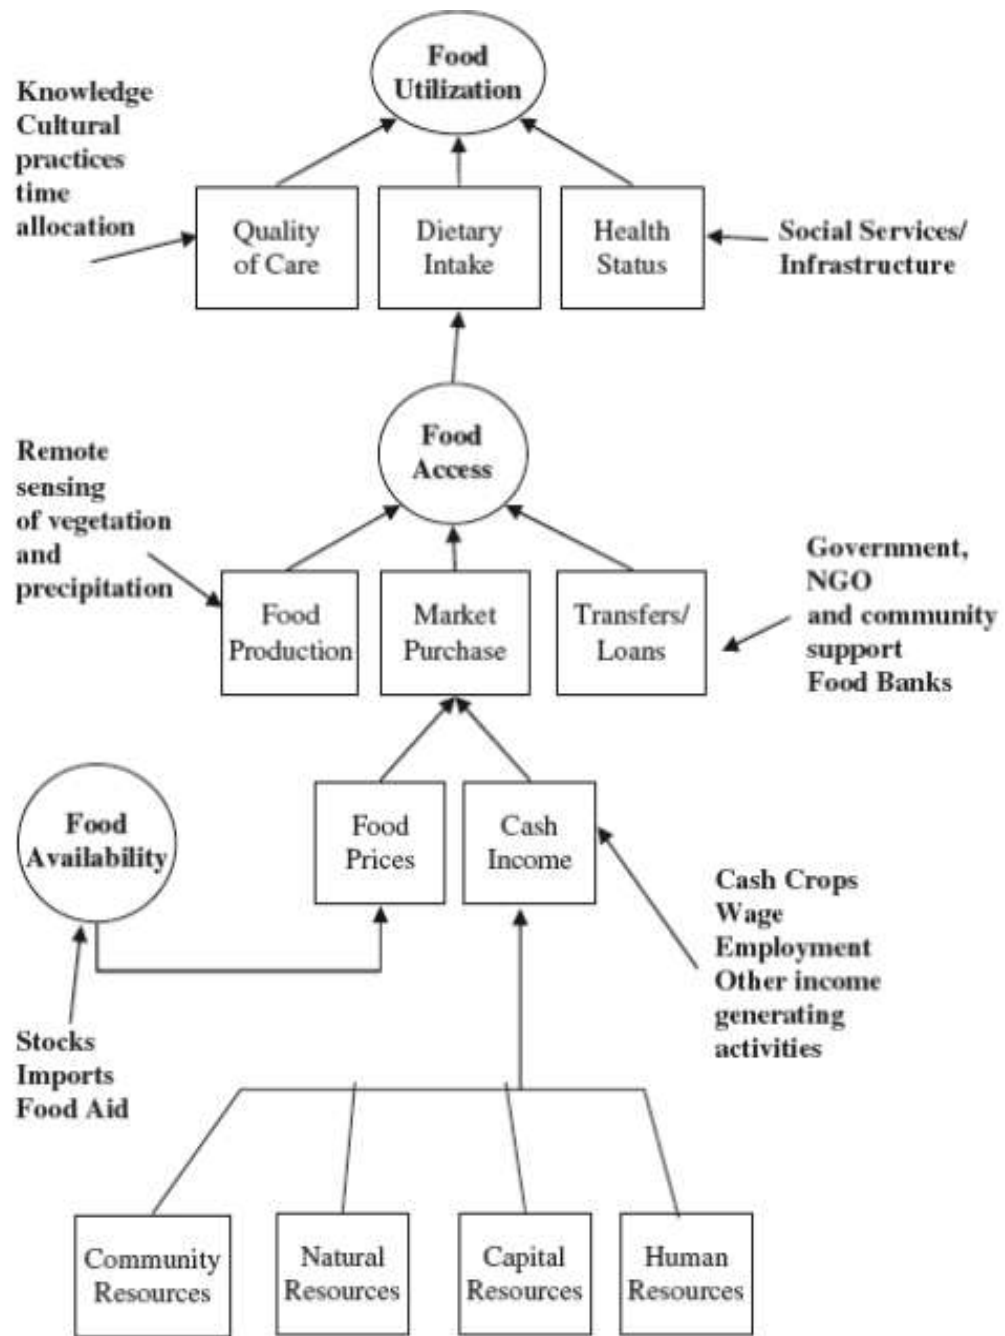 Food
Utilization
Knowledge
Cultural
practices
time
allocation
Quality
of Care
Dietary
Intake
Health
Status
Social Services/
Infrastructure
Food
Access
Remote
sensing
of vegetation
and
precipitation
Food
Production
Market
Purchase
Transfers/
Loans
Government,
NGO
and community
support
Food Banks
Food
Availability
Food
Prices
Cash
Income
Cash Crops
Wage
Employment
Other income
generating
activities
Stocks
Imports
Food Aid
Community
Resources
Natural
Resources
Capital
Resources
Human
Resources